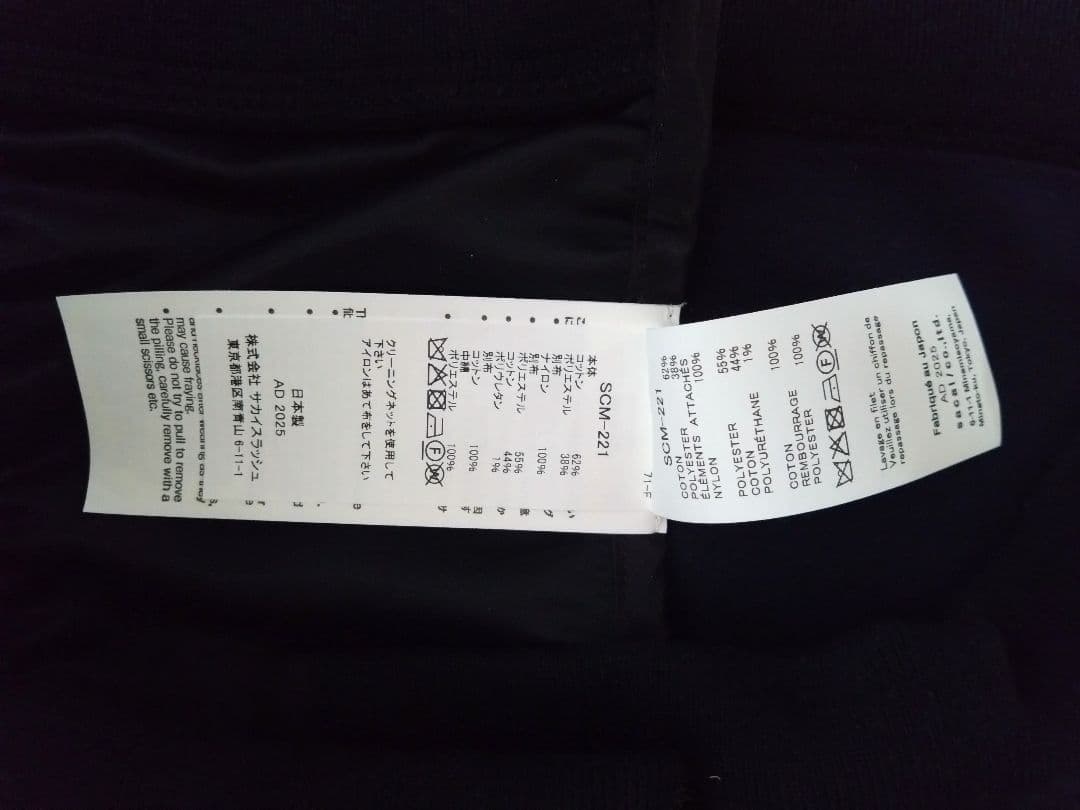 SCM-221
本体
コットン 62%
ポリエステル 38%
別布
ナイロン 100%
別布
ポリエステル 55%
コットン 44%
ポリウレタン 1%
別布
コットン 100%
中綿
ポリエステル 100%
クリーニングネットを使用して
下さい
アイロンはあて布をして下さい
日本製
AD 2025
株式会社 サカイスラッシュ
東京都港区南青山 6-11-1
may cause fraying.
• Please do not try to pull to remove
the pilling, carefully remove with a
small scissors etc.
71-F
SCM-221
COTON 62%
POLYESTER 38%
ÉLÉMENTS ATTACHÉS
NYLON 100%
POLYESTER 55%
COTON 44%
POLYURÉTHANE 1%
COTON 100%
REMBOURRAGE
POLYESTER 100%
Lavage en filet
Veuillez utiliser un chiffon de
repassage lors du repassage
Fabriqué au Japon
AD 2025
sacai/co.,ltd.
6-11-1 Minamiaoyama,
Minato-ku, Tokyo, Japan